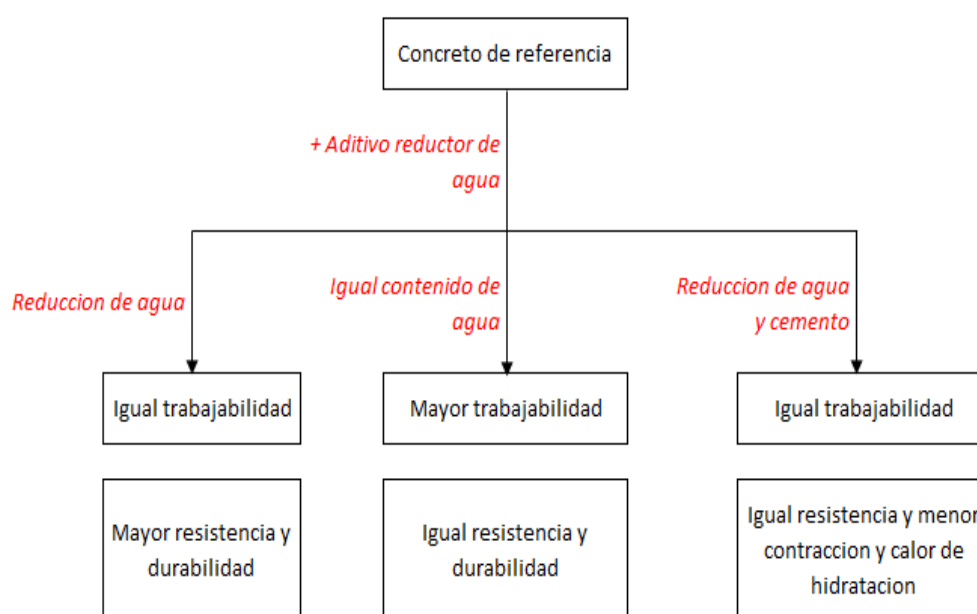 Concreto de referencia
+ Aditivo reductor de
agua
Reduccion de agua
Igual contenido de
agua
Reduccion de agua
y cemento
Igual trabajabilidad
Mayor trabajabilidad
Igual trabajabilidad
Mayor resistencia y
durabilidad
Igual resistencia y
durabilidad
Igual resistencia y menor
contraccion y calor de
hidratacion